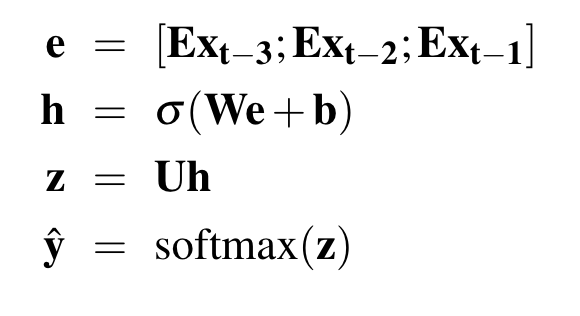 e = [Ex_{t−3}; Ex_{t−2}; Ex_{t−1}]
h = σ(We + b)
z = Uh
ŷ = softmax(z)